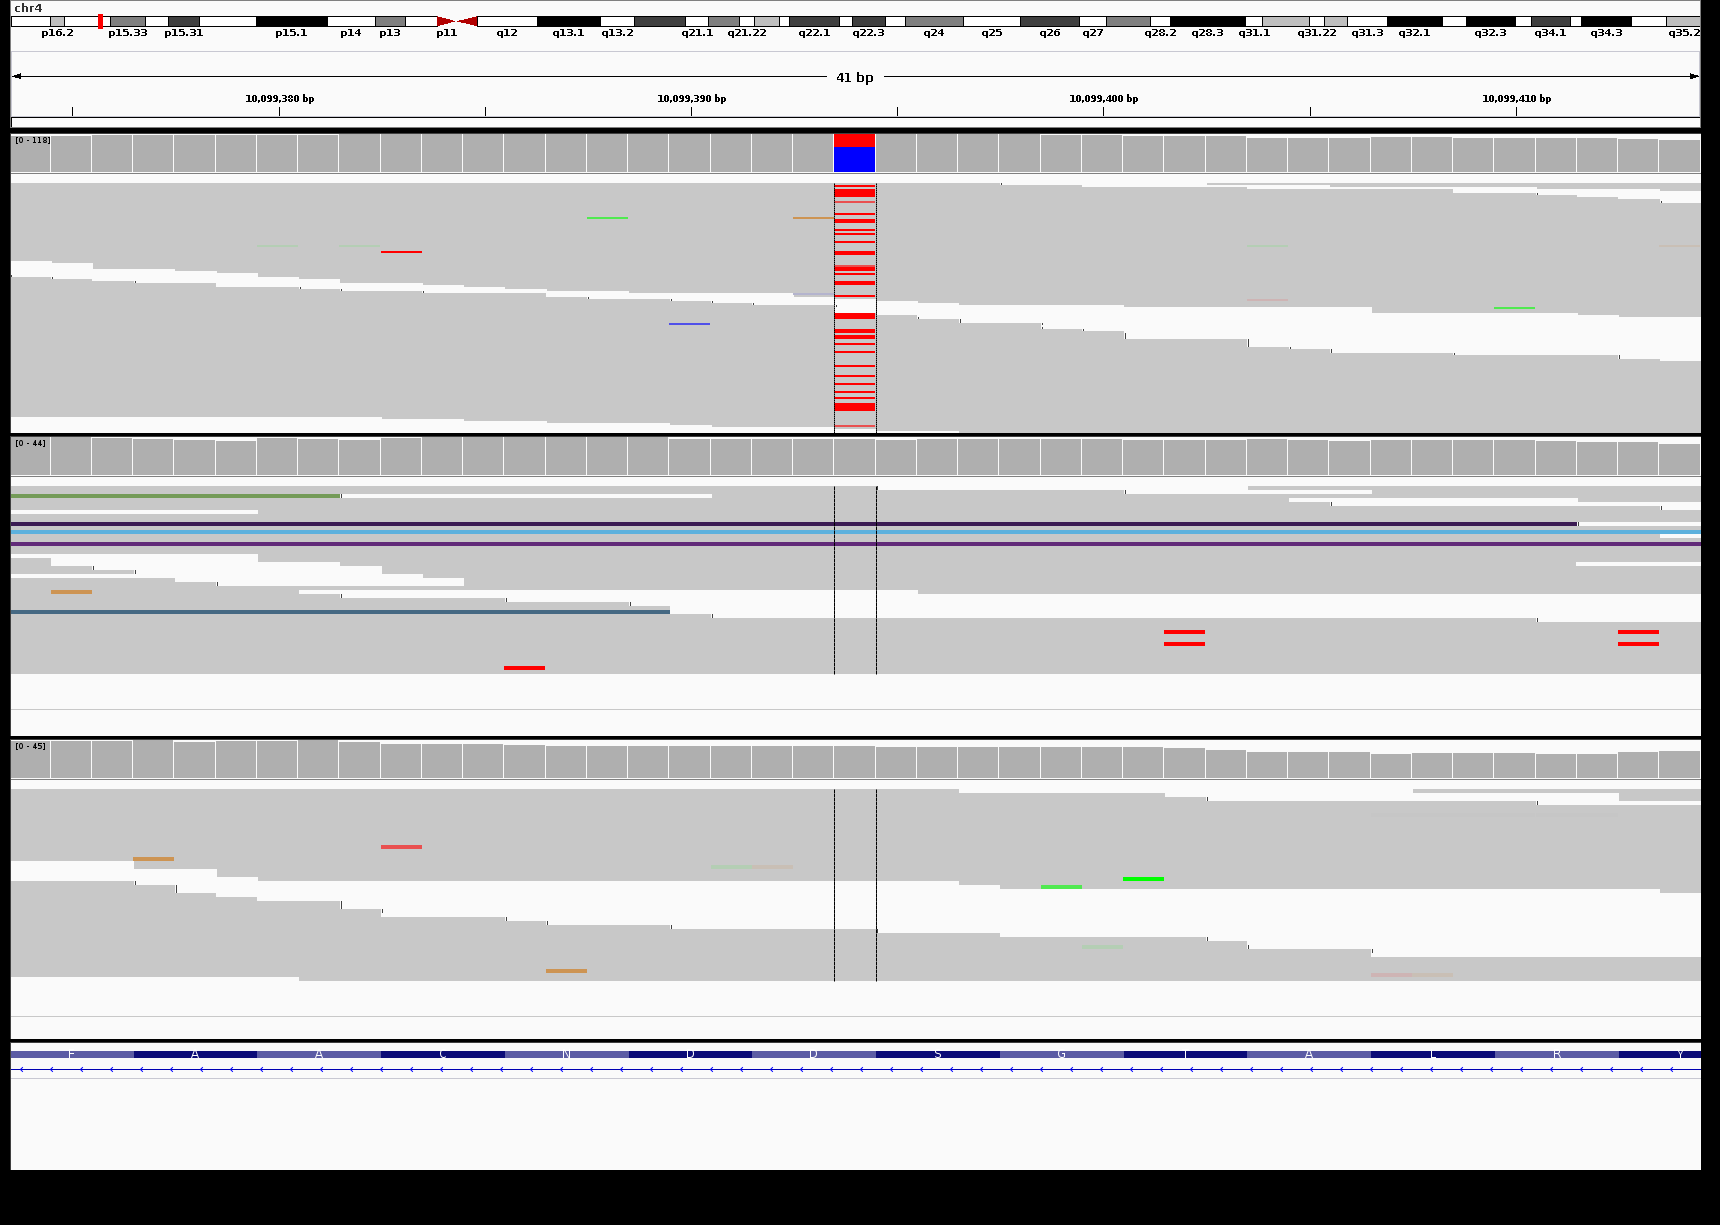 chr4
p16.2 p15.33 p15.31 p15.1 p14 p13 p11 q12 q13.1 q13.2 q21.1 q21.22 q22.1 q22.3 q24 q25 q26 q27 q28.2 q28.3 q31.1 q31.22 q31.3 q32.1 q32.3 q34.1 q34.3 q35.2
41 bp
10,099,380 bp 10,099,390 bp 10,099,400 bp 10,099,410 bp
[0 - 118]
[0 - 44]
[0 - 45]
A A C N D D S G A L R Y